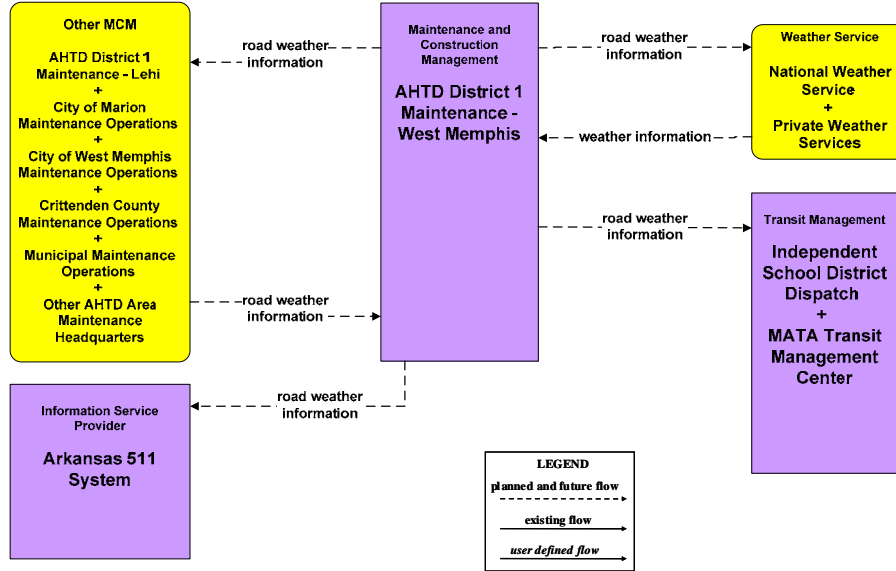 Other MCM
AHTD District 1
Maintenance - Lehi
+
City of Marion
Maintenance Operations
+
City of West Memphis
Maintenance Operations
+
Crittenden County
Maintenance Operations
+
Municipal Maintenance
Operations
+
Other AHTD Area
Maintenance
Headquarters
road weather
information
road weather
information
Maintenance and
Construction
Management
AHTD District 1
Maintenance -
West Memphis
road weather
information
weather information
road weather
information
Weather Service
National Weather
Service
+
Private Weather
Services
Transit Management
Independent
School District
Dispatch
+
MATA Transit
Management
Center
Information Service
Provider
Arkansas 511
System
road weather
information
LEGEND
planned and future flow
existing flow
user defined flow